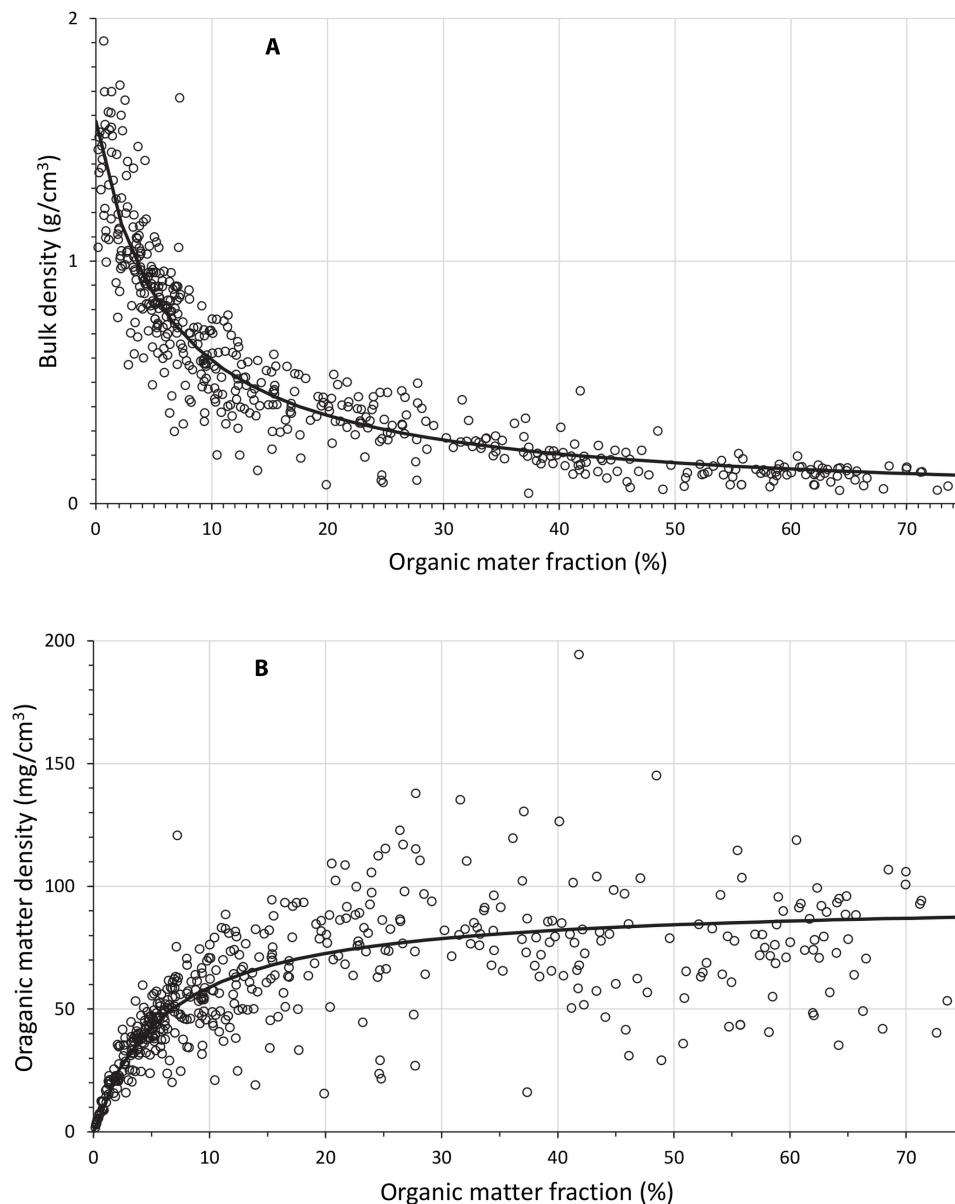 A
2
1
0
Bulk density (g/cm³)
0 10 20 30 40 50 60 70
Organic mater fraction (%)
B
200
150
100
50
0
Oraganic matter density (mg/cm³)
0 10 20 30 40 50 60 70
Organic matter fraction (%)